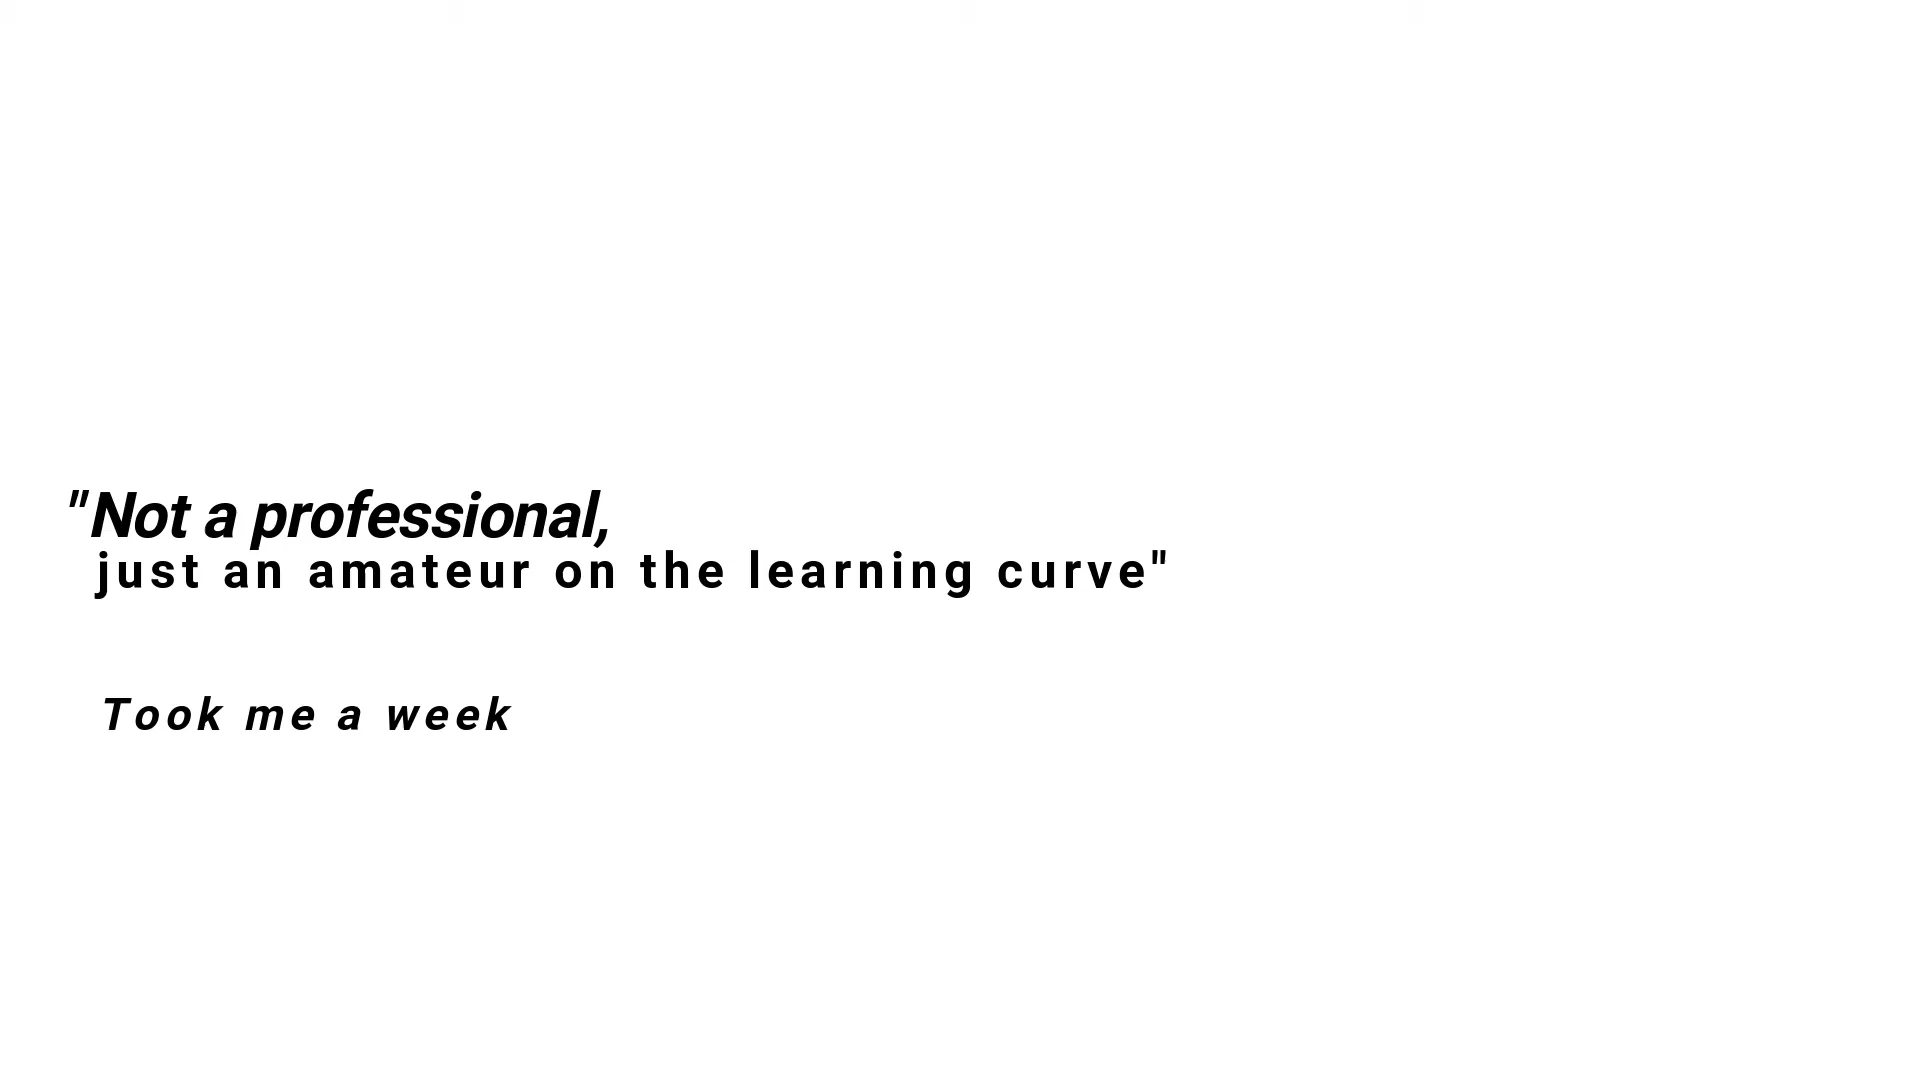 "Not a professional,
just an amateur on the learning curve"
Took me a week